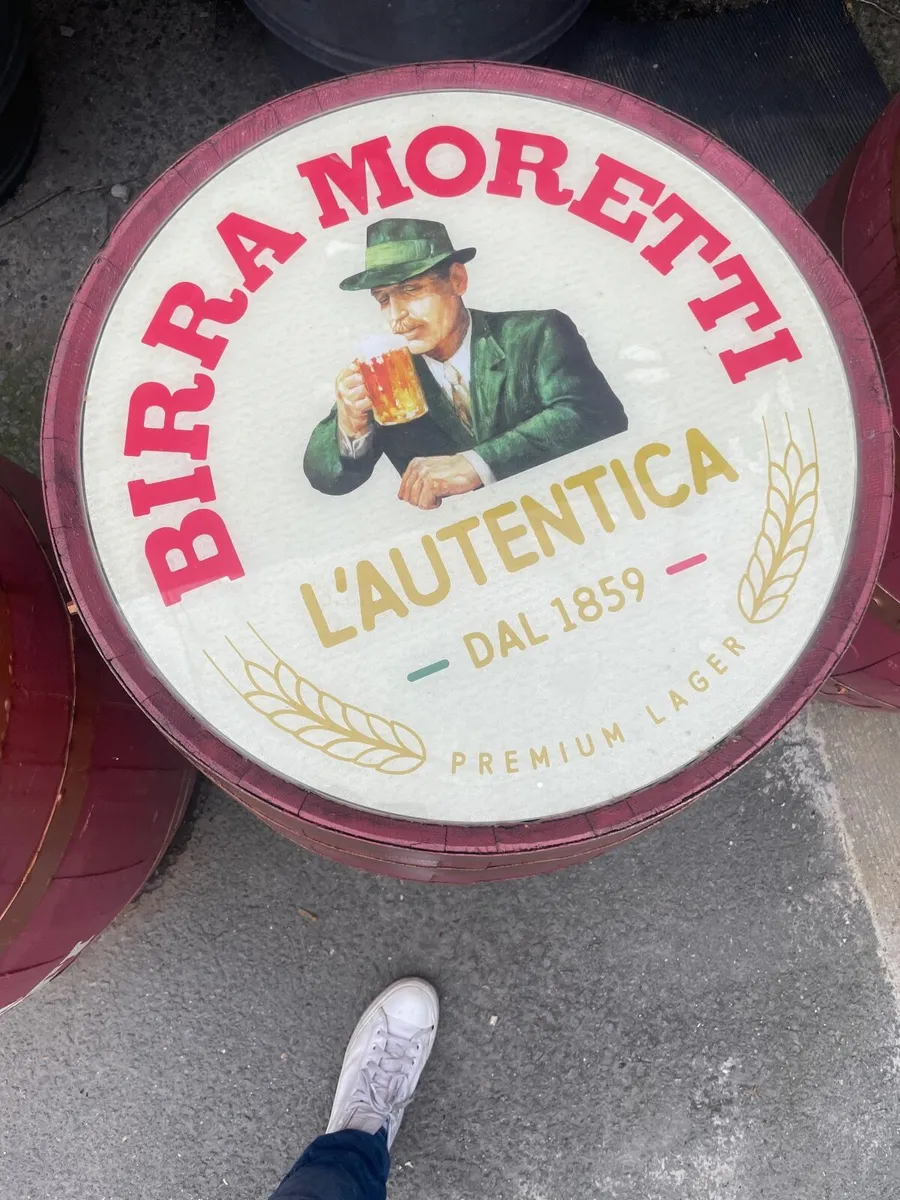 BIRRA MORETTI
L'AUTENTICA
DAL 1859
PREMIUM LAGER